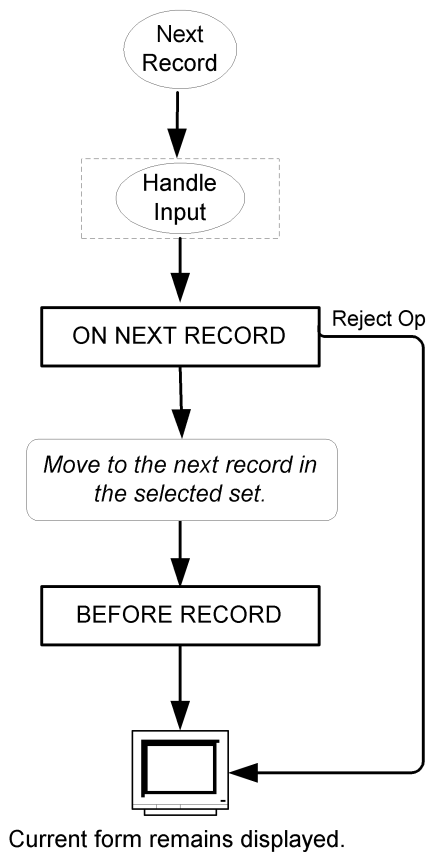 Next
Record
Handle
Input
ON NEXT RECORD
Reject Op
Move to the next record in
the selected set.
BEFORE RECORD
Current form remains displayed.